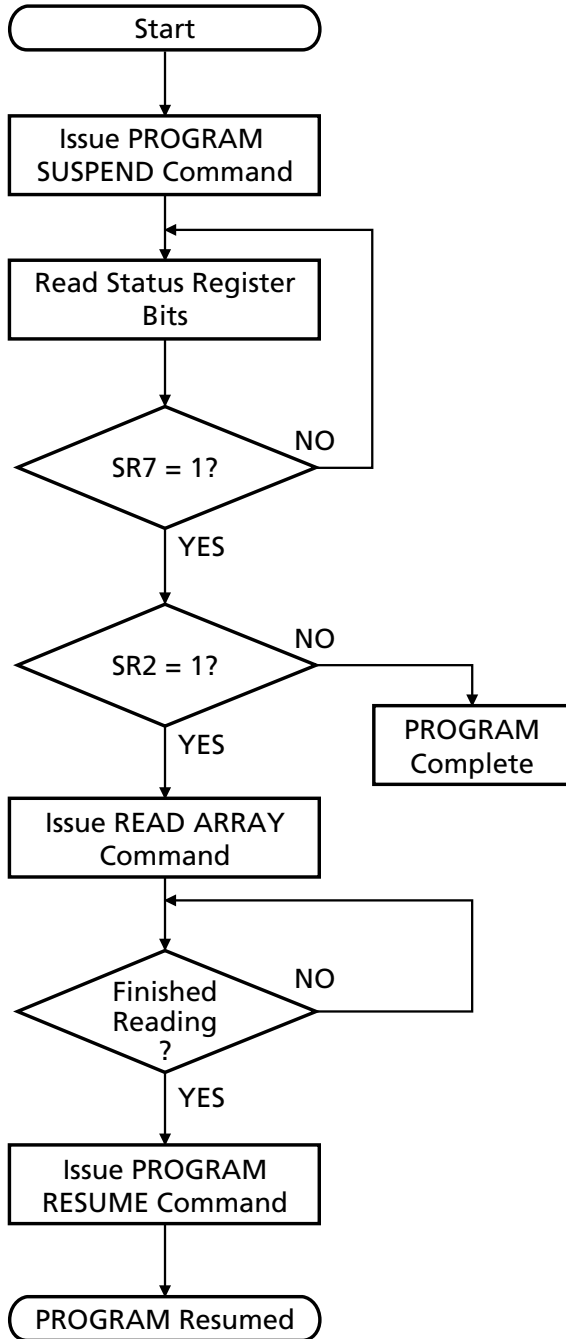 Start
Issue PROGRAM
SUSPEND Command
Read Status Register
Bits
NO
SR7 = 1?
YES
NO
SR2 = 1?
YES
PROGRAM
Complete
Issue READ ARRAY
Command
NO
Finished
Reading
?
YES
Issue PROGRAM
RESUME Command
PROGRAM Resumed